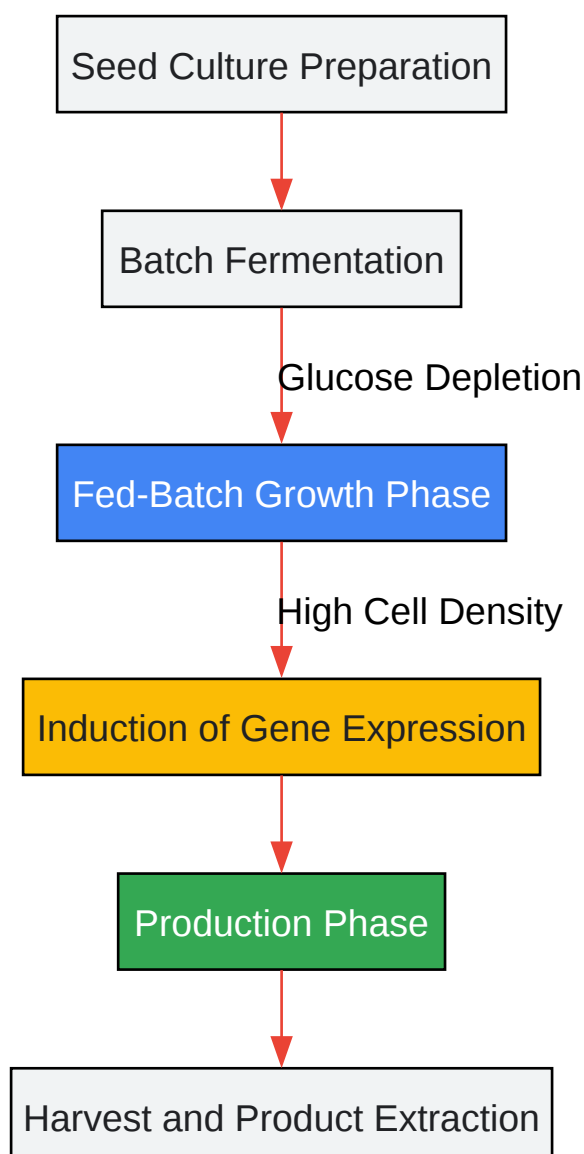 Seed Culture Preparation
Batch Fermentation
Glucose Depletion
Fed-Batch Growth Phase
High Cell Density
Induction of Gene Expression
Production Phase
Harvest and Product Extraction